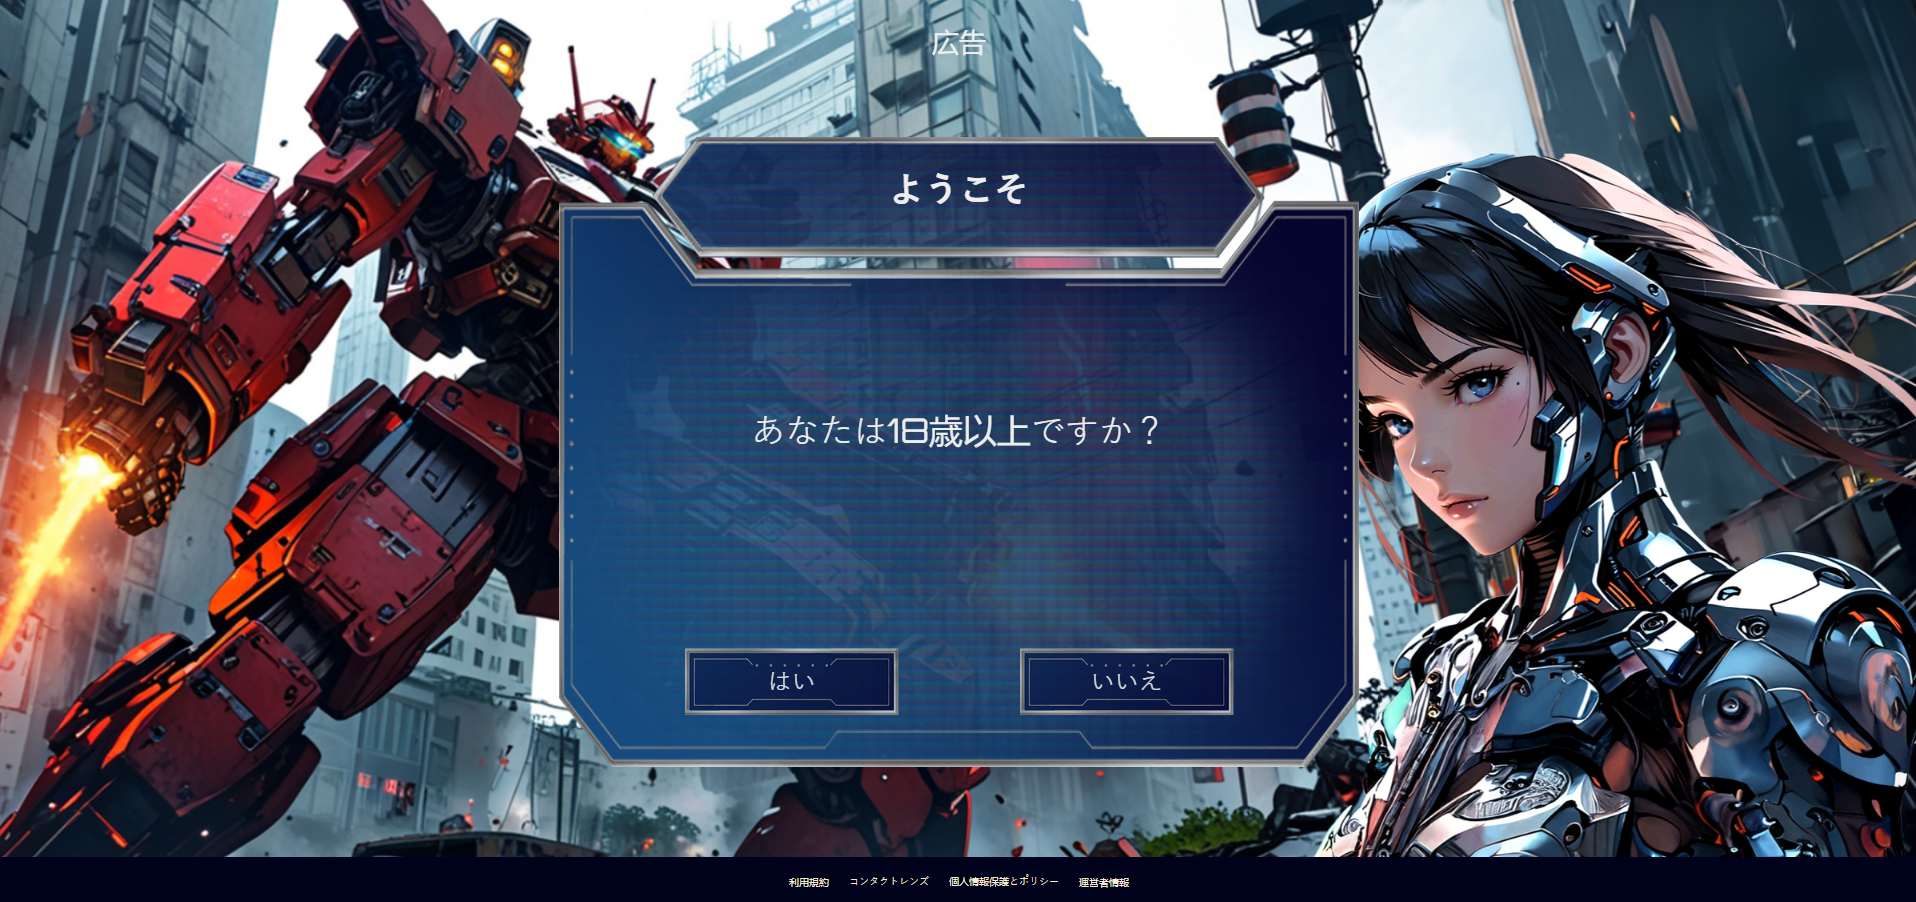 広告
ようこそ
あなたは18歳以上ですか？
はい
いいえ
利用規約 コンタクトレンズ 個人情報保護とポリシー 運営者情報